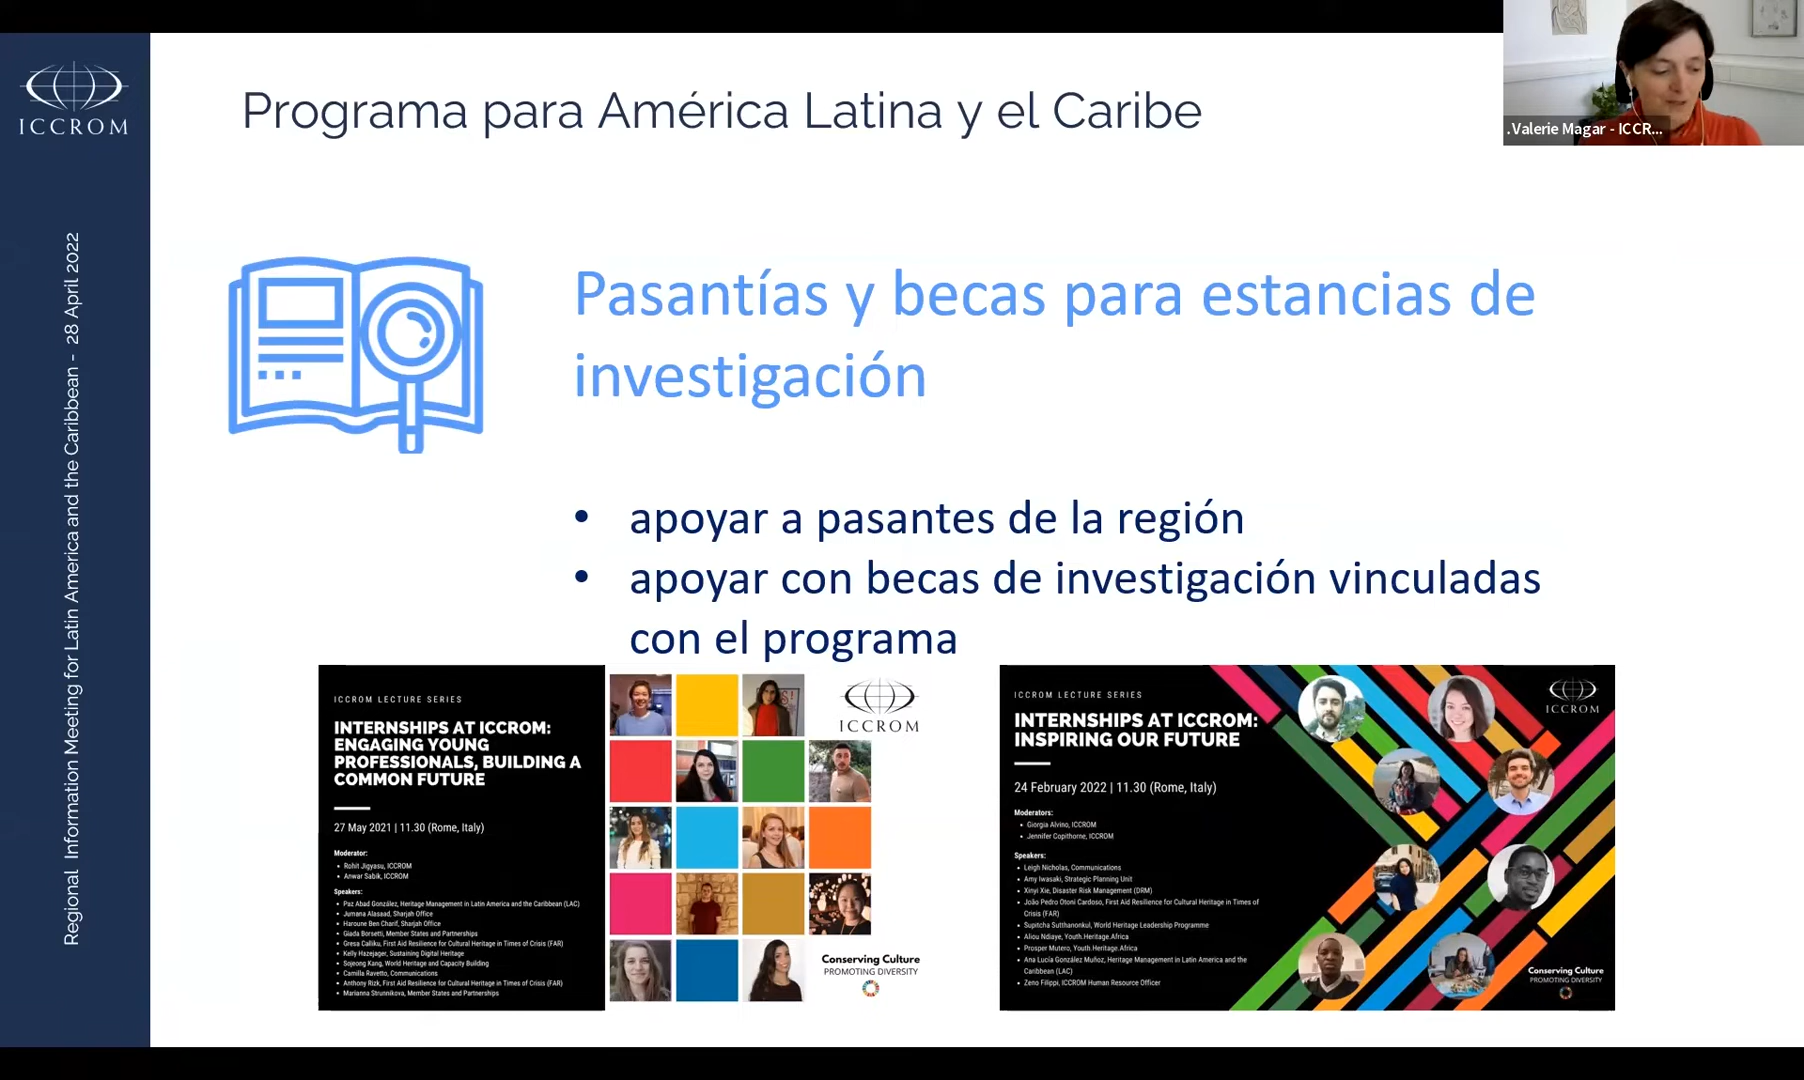 ICCROM
Regional Information Meeting for Latin America and the Caribbean - 28 April 2022
Programa para América Latina y el Caribe
.Valerie Magar - ICCR...
Pasantías y becas para estancias de
investigación
• apoyar a pasantes de la región
• apoyar con becas de investigación vinculadas
con el programa
ICCROM LECTURE SERIES
INTERNSHIPS AT ICCROM:
ENGAGING YOUNG
PROFESSIONALS, BUILDING A
COMMON FUTURE
27 May 2021 | 11.30 (Rome, Italy)
Moderator:
• Rohit Jigyasu, ICCROM
• Anwar Sabik, ICCROM
Speakers:
• Paz Abad González, Heritage Management in Latin America and the Caribbean (LAC)
• Jumana Alasaad, Sharjah Office
• Haroune Ben Charif, Sharjah Office
• Giada Borsetti, Member States and Partnerships
• Gresa Calliku, First Aid Resilience for Cultural Heritage in Times of Crisis (FAR)
• Kelly Hazejager, Sustaining Digital Heritage
• Sojeong Kang, World Heritage and Capacity Building
• Camilla Ravetto, Communications
• Anthony Rizk, First Aid Resilience for Cultural Heritage in Times of Crisis (FAR)
• Marianna Strunnikova, Member States and Partnerships
ICCROM
Conserving Culture
PROMOTING DIVERSITY
ICCROM LECTURE SERIES
INTERNSHIPS AT ICCROM:
INSPIRING OUR FUTURE
24 February 2022 | 11.30 (Rome, Italy)
Moderators:
• Giorgia Alvino, ICCROM
• Jennifer Copithorne, ICCROM
Speakers:
• Leigh Nicholas, Communications
• Amy Iwasaki, Strategic Planning Unit
• Xinyi Xie, Disaster Risk Management (DRM)
• João Pedro Otoni Cardoso, First Aid Resilience for Cultural Heritage in Times of
Crisis (FAR)
• Supitcha Sutthanonkul, World Heritage Leadership Programme
• Aliou Ndiaye, Youth.Heritage.Africa
• Prosper Mutero, Youth.Heritage.Africa
• Ana Lucía González Muñoz, Heritage Management in Latin America and the
Caribbean (LAC)
• Zeno Filippi, ICCROM Human Resource Officer
ICCROM
Conserving Culture
PROMOTING DIVERSITY